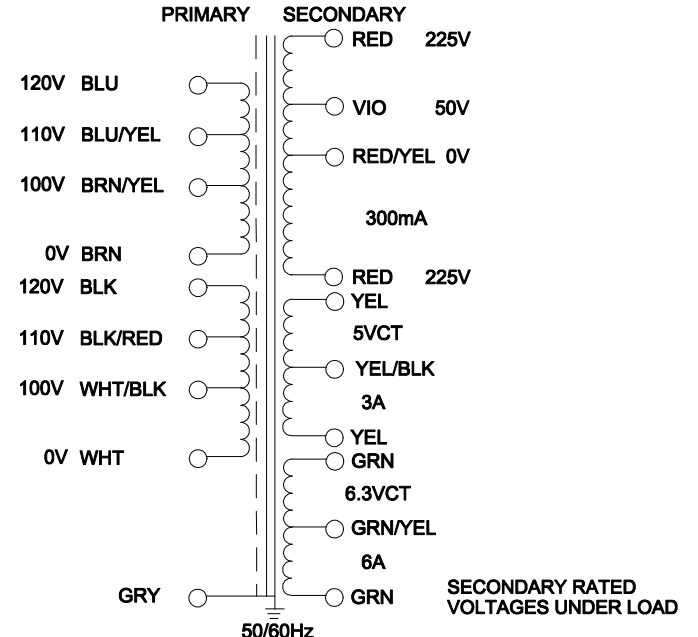 PRIMARY SECONDARY
RED 225V
120V BLU
VIO 50V
110V BLU/YEL
RED/YEL 0V
100V BRN/YEL
300mA
0V BRN
RED 225V
120V BLK
YEL
5VCT
110V BLK/RED
YEL/BLK
100V WHT/BLK
3A
YEL
0V WHT
GRN
6.3VCT
GRN/YEL
6A
GRY
GRN
SECONDARY RATED
VOLTAGES UNDER LOAD
50/60Hz